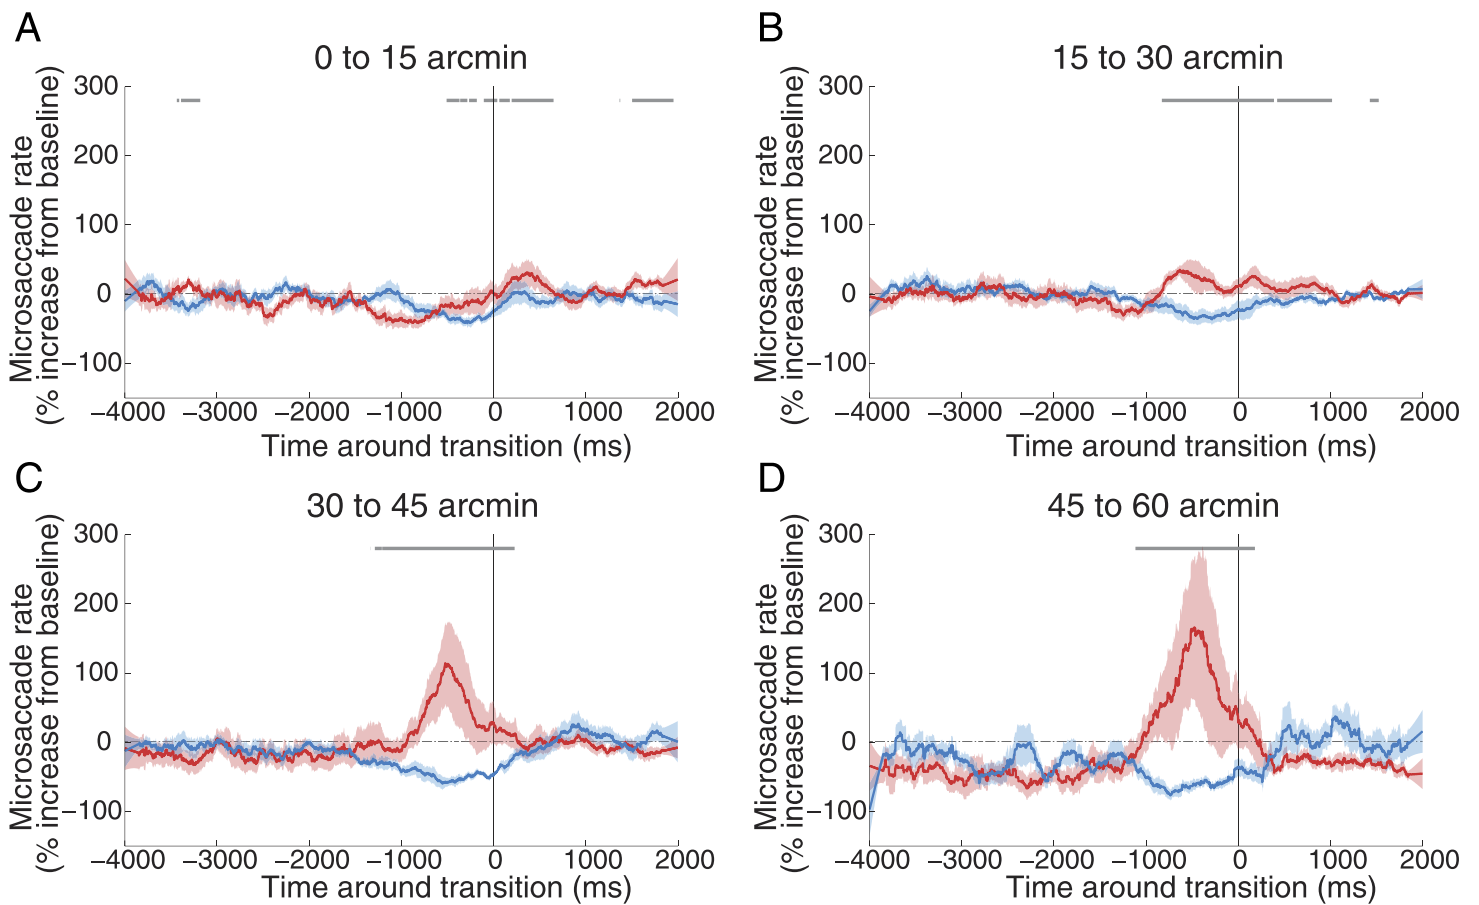 A
0 to 15 arcmin
Microsaccade rate
(% increase from baseline)
300
200
100
0
−100
−4000 −3000 −2000 −1000 0 1000 2000
Time around transition (ms)
B
15 to 30 arcmin
Microsaccade rate
(% increase from baseline)
300
200
100
0
−100
−4000 −3000 −2000 −1000 0 1000 2000
Time around transition (ms)
C
30 to 45 arcmin
Microsaccade rate
(% increase from baseline)
300
200
100
0
−100
−4000 −3000 −2000 −1000 0 1000 2000
Time around transition (ms)
D
45 to 60 arcmin
Microsaccade rate
(% increase from baseline)
300
200
100
0
−100
−4000 −3000 −2000 −1000 0 1000 2000
Time around transition (ms)